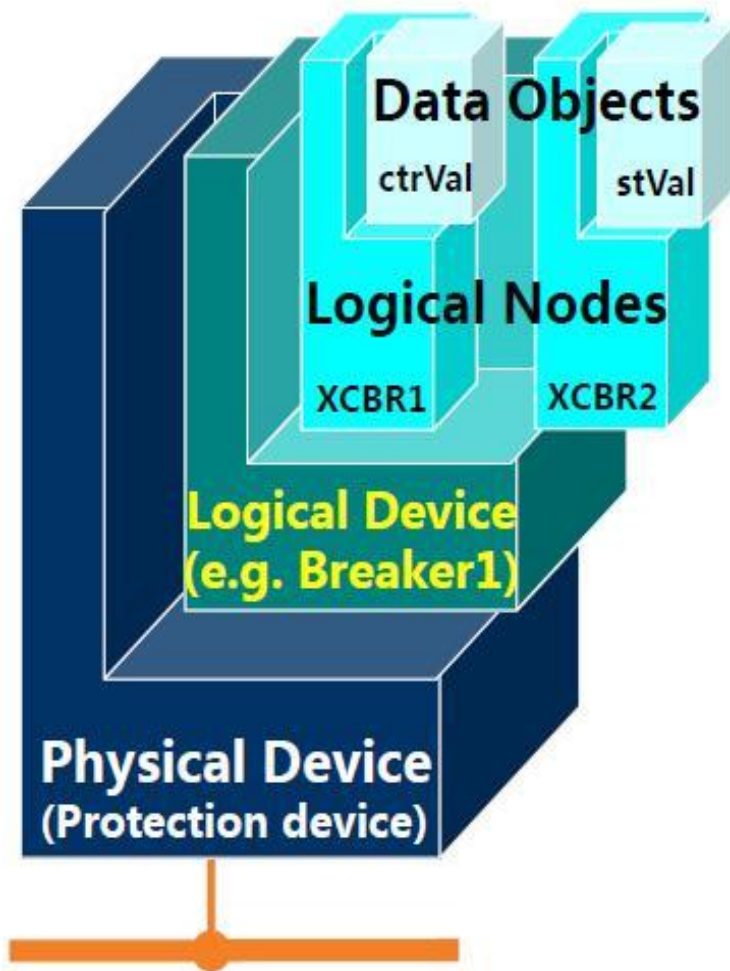 Data Objects
ctrVal
stVal
Logical Nodes
XCBR1
XCBR2
Logical Device
(e.g. Breaker1)
Physical Device
(Protection device)